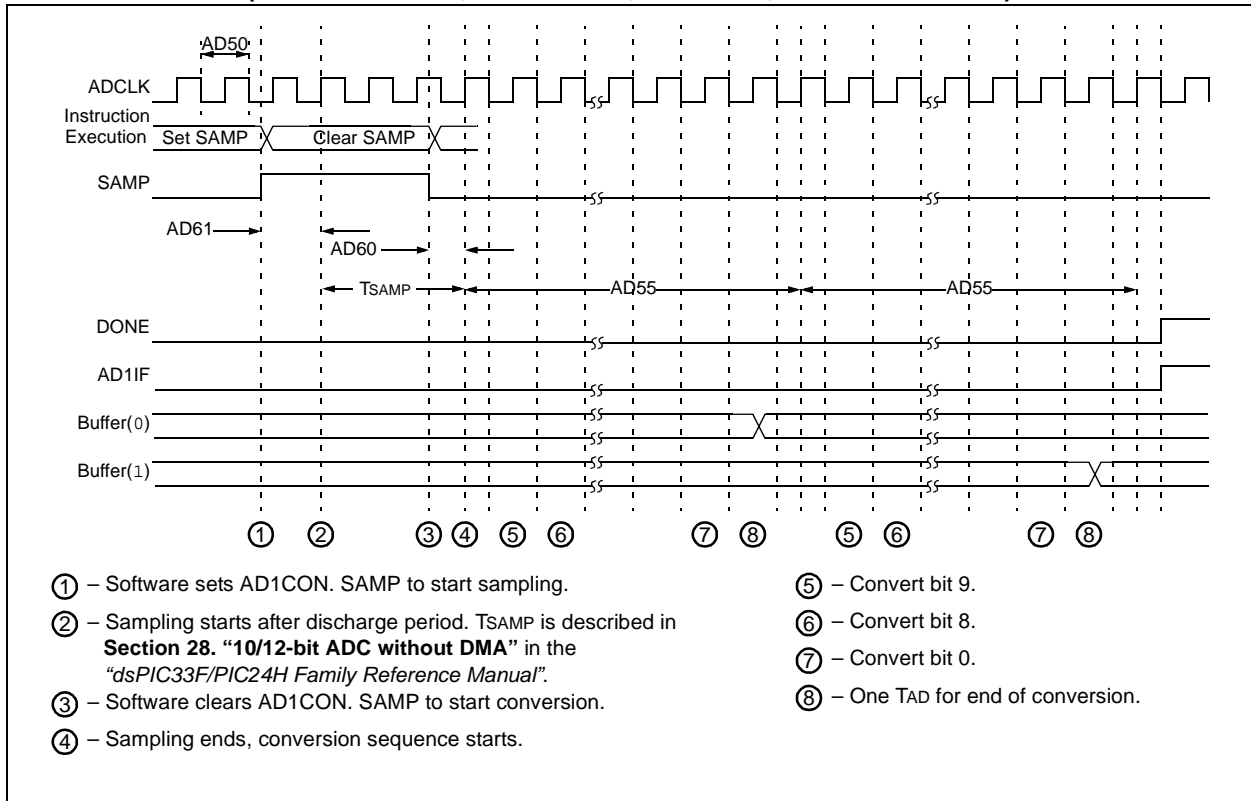 AD50
ADCLK
Instruction
Execution Set SAMP Clear SAMP
SAMP
AD61
AD60
TSAMP AD55 AD55
DONE
AD1IF
Buffer(0)
Buffer(1)
1 2 3 4 5 6 7 8 5 6 7 8
1 – Software sets AD1CON. SAMP to start sampling.
2 – Sampling starts after discharge period. TSAMP is described in
Section 28. “10/12-bit ADC without DMA” in the
“dsPIC33F/PIC24H Family Reference Manual”.
3 – Software clears AD1CON. SAMP to start conversion.
4 – Sampling ends, conversion sequence starts.
5 – Convert bit 9.
6 – Convert bit 8.
7 – Convert bit 0.
8 – One TAD for end of conversion.